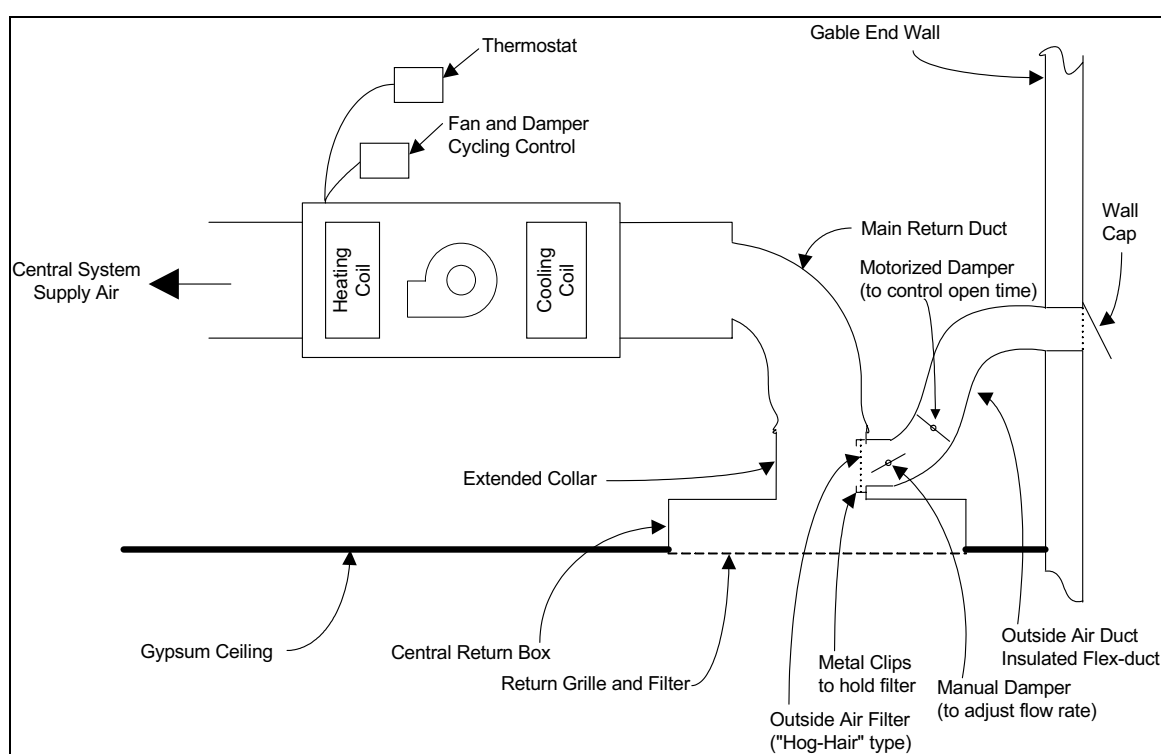 Thermostat
Gable End Wall
Fan and Damper
Cycling Control
Wall
Cap
Main Return Duct
Motorized Damper
(to control open time)
Central System
Supply Air
Heating
Coil
Cooling
Coil
Extended Collar
Gypsum Ceiling
Central Return Box
Return Grille and Filter
Metal Clips
to hold filter
Outside Air Filter
("Hog-Hair" type)
Outside Air Duct
Insulated Flex-duct
Manual Damper
(to adjust flow rate)